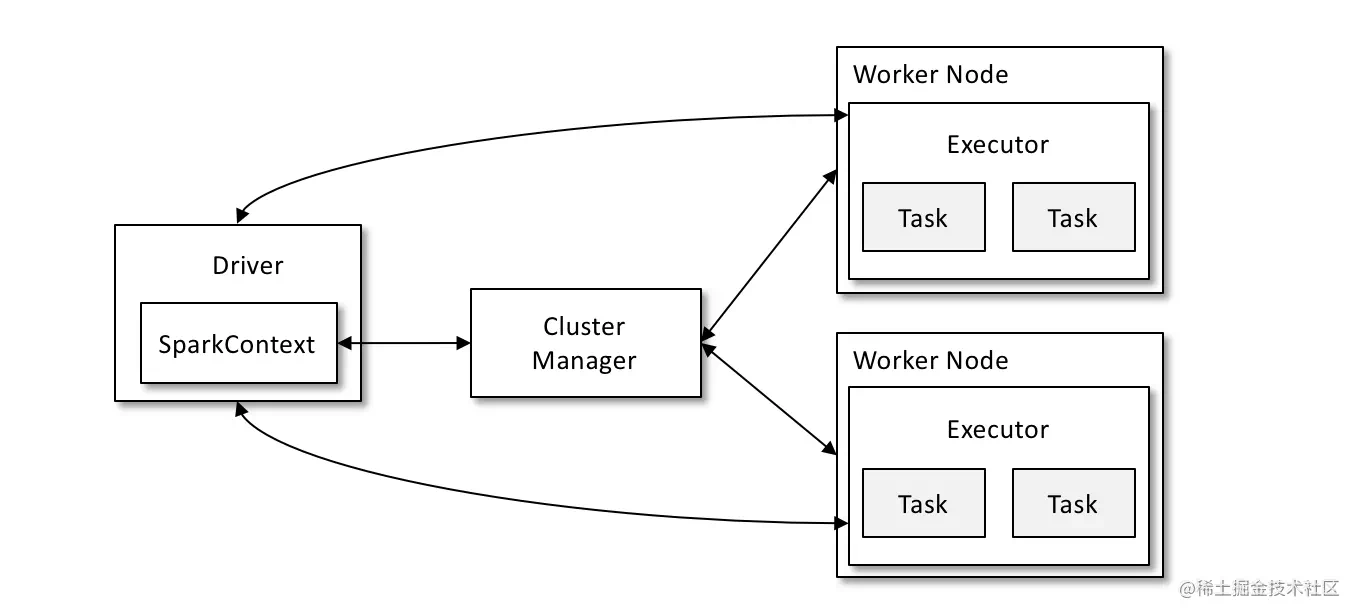 Driver
SparkContext
Cluster
Manager
Worker Node
Executor
Task Task
Worker Node
Executor
Task Task
@稀土掘金技术社区